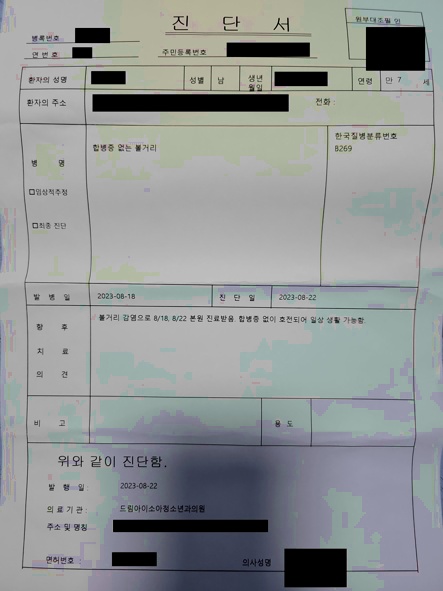 진 단 서
원부대조필 인
병록번호
연 번 호
주민등록번호
환자의 성명 성별 남 생년월일 연령 만 7 세
환자의 주소 전화 :
병 명
합병증 없는 볼거리
한국질병분류번호
B269
□임상적추정
□최종 진단
발 병 일 2023-08-18 진 단 일 2023-08-22
향 후 치 료 의 견
볼거리 감염으로 8/18, 8/22 본원 진료받음. 합병증 없이 호전되어 일상 생활 가능함.
비 고 용 도
위와 같이 진단함.
발 행 일 : 2023-08-22
의 료 기 관 : 드림아이소아청소년과의원
주소 및 명칭
면허번호 의사성명